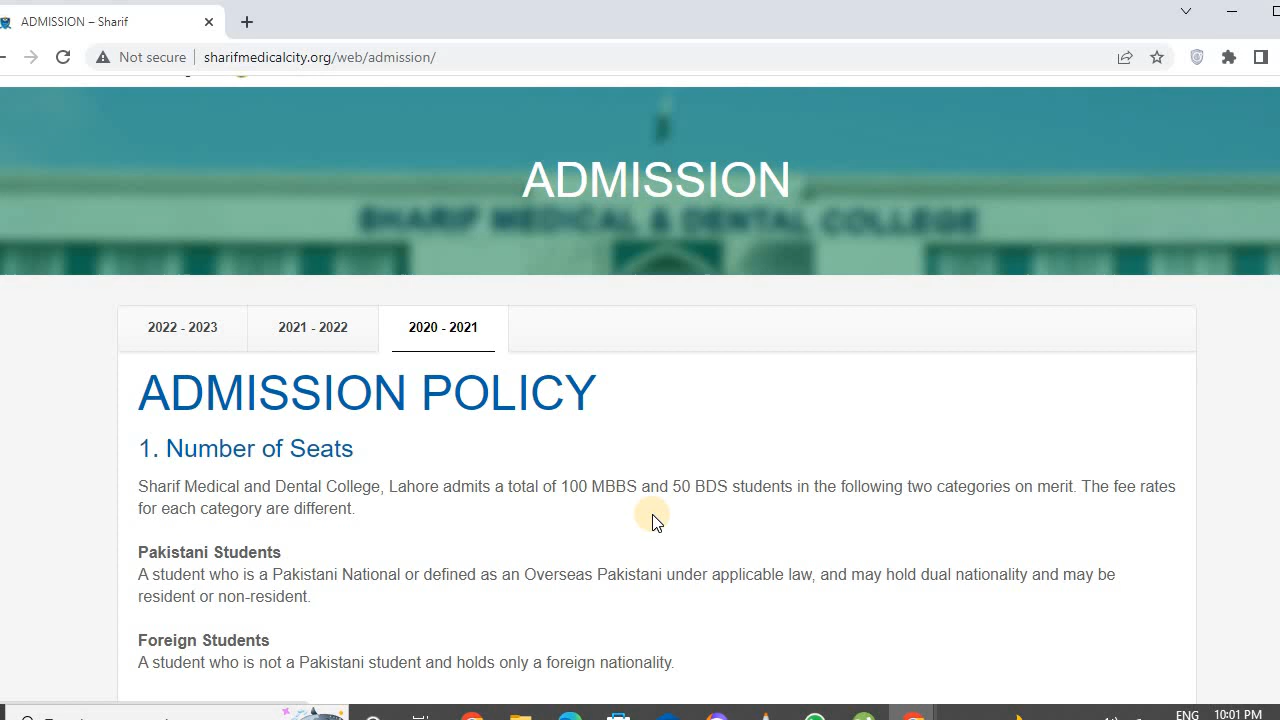 ADMISSION – Sharif
Not secure
sharifmedicalcity.org/web/admission/
ADMISSION
SHARIF MEDICAL & DENTAL COLLEGE
2022 - 2023
2021 - 2022
2020 - 2021
ADMISSION POLICY
1. Number of Seats
Sharif Medical and Dental College, Lahore admits a total of 100 MBBS and 50 BDS students in the following two categories on merit. The fee rates
for each category are different.
Pakistani Students
A student who is a Pakistani National or defined as an Overseas Pakistani under applicable law, and may hold dual nationality and may be
resident or non-resident.
Foreign Students
A student who is not a Pakistani student and holds only a foreign nationality.
ENG
10:01 PM